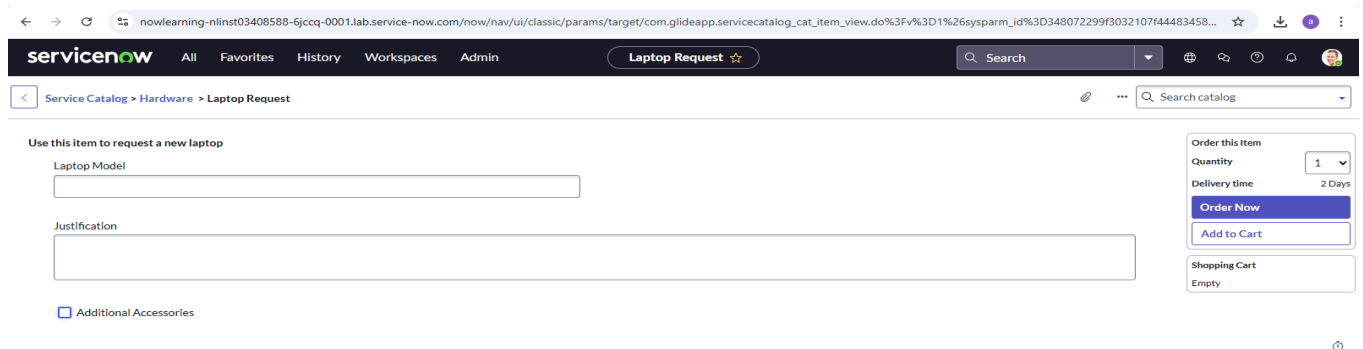 nowlearning-nlinst03408588-6jccq-0001.lab.service-now.com/now/nav/ui/classic/params/target/com.glideapp.servicecatalog_cat_item_view.do%3Fv%3D1%26sysparm_id%3D348072299f3032107f44483458...
a
servicenow All Favorites History Workspaces Admin Laptop Request Search
Service Catalog > Hardware > Laptop Request Search catalog
Use this item to request a new laptop
Laptop Model
Justification
Additional Accessories
Order this Item
Quantity 1
Delivery time 2 Days
Order Now
Add to Cart
Shopping Cart
Empty